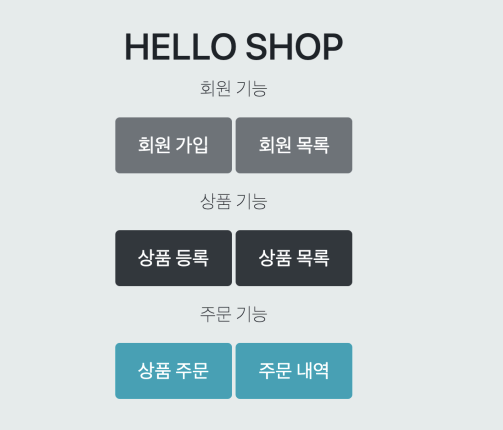 HELLO SHOP
회원 기능
회원 가입 회원 목록
상품 기능
상품 등록 상품 목록
주문 기능
상품 주문 주문 내역